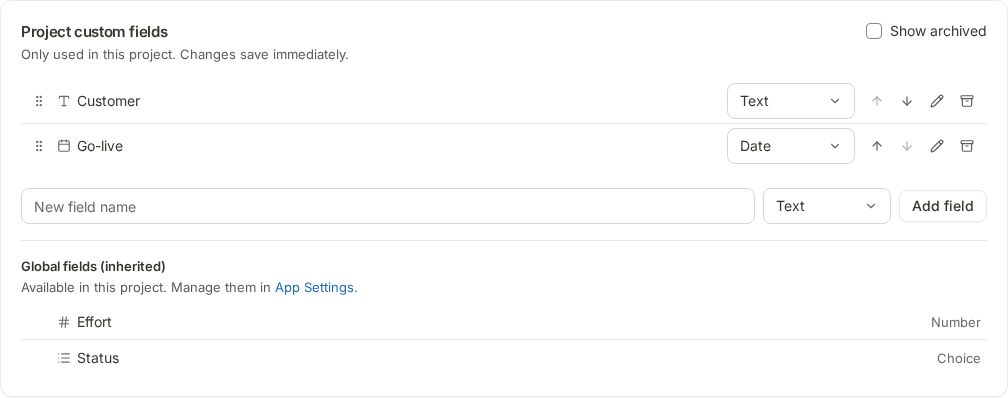 Project custom fields
Show archived
Only used in this project. Changes save immediately.
Customer
Text
Go-live
Date
New field name
Text
Add field
Global fields (inherited)
Available in this project. Manage them in App Settings.
Effort
Number
Status
Choice